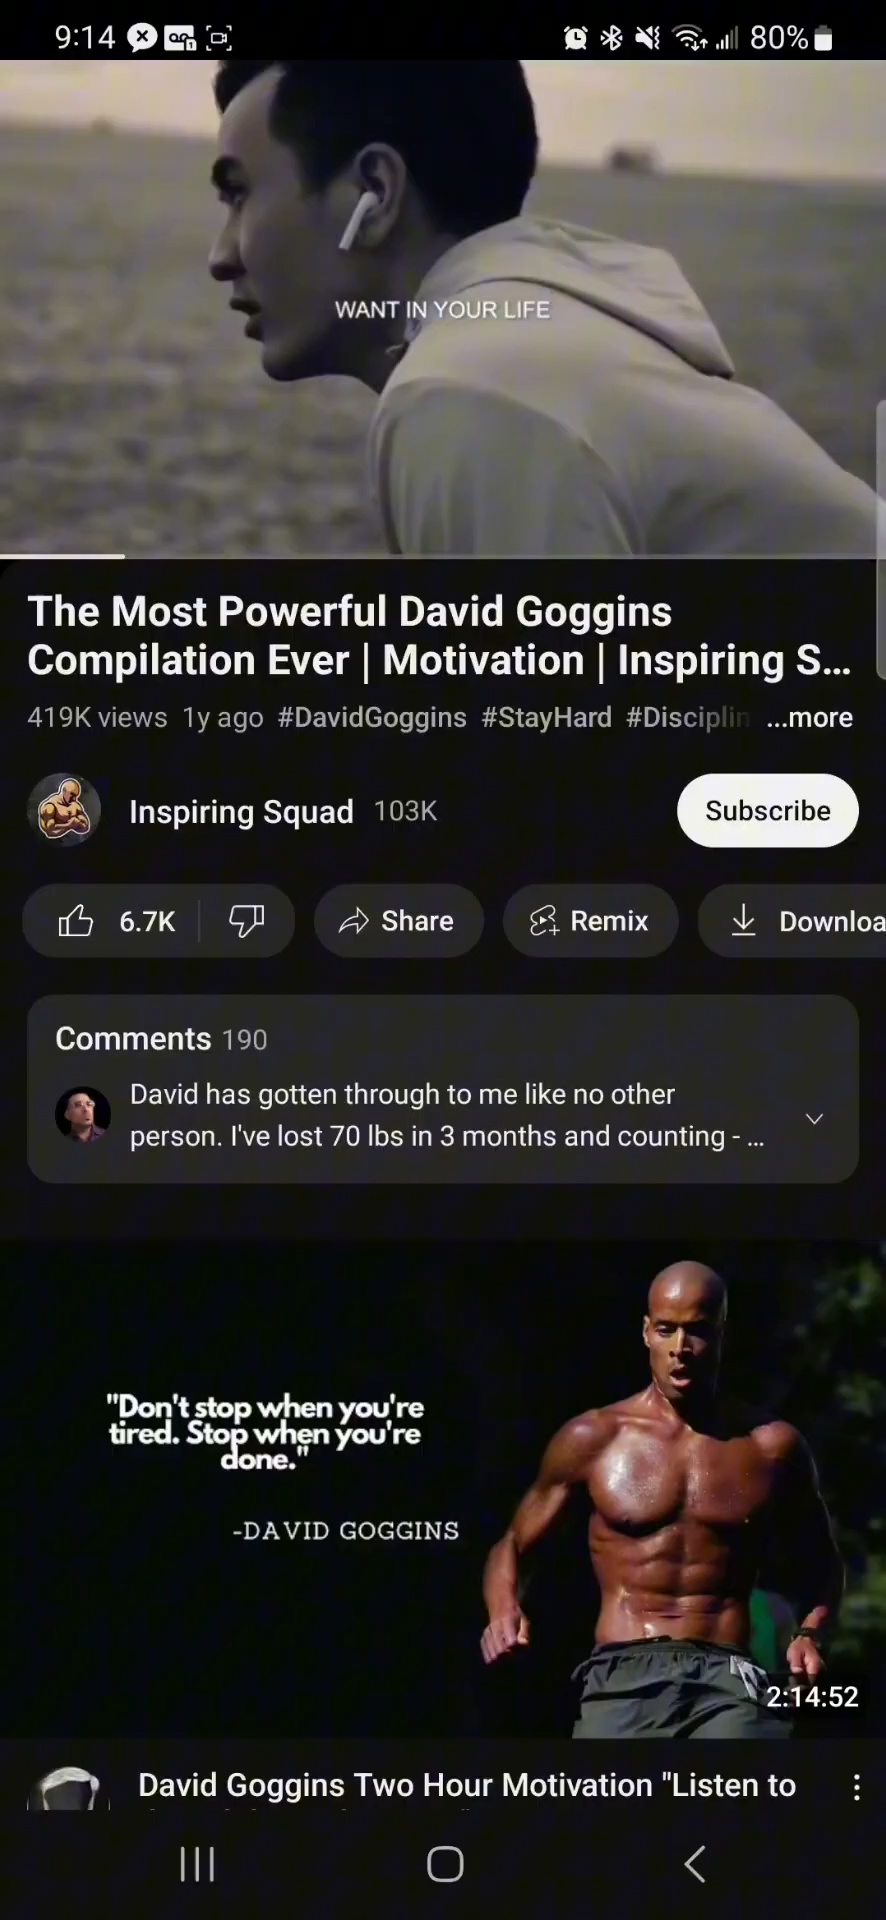 9:14
80%
WANT IN YOUR LIFE
The Most Powerful David Goggins
Compilation Ever | Motivation | Inspiring S...
419K views 1y ago #DavidGoggins #StayHard #Disciplin ...more
Inspiring Squad 103K
Subscribe
6.7K
Share
Remix
Downloa
Comments 190
David has gotten through to me like no other
person. I've lost 70 lbs in 3 months and counting - ...
"Don't stop when you're
tired. Stop when you're
done."
-DAVID GOGGINS
2:14:52
David Goggins Two Hour Motivation "Listen to